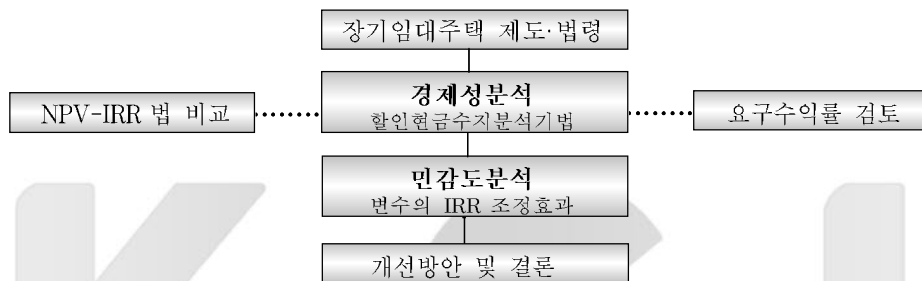 장기임대주택 제도·법령
경제성분석
할인현금수지분석기법
NPV-IRR 법 비교
요구수익률 검토
민감도분석
변수의 IRR 조정효과
개선방안 및 결론